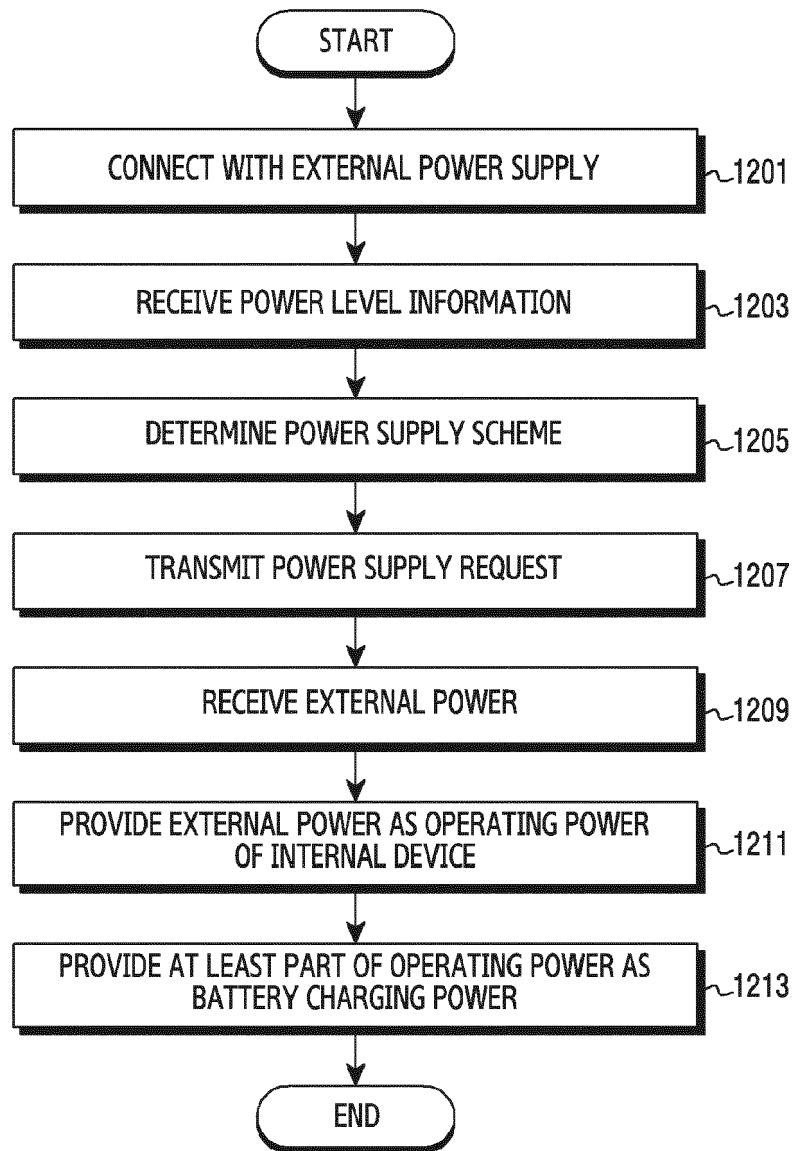 START
CONNECT WITH EXTERNAL POWER SUPPLY
1201
RECEIVE POWER LEVEL INFORMATION
1203
DETERMINE POWER SUPPLY SCHEME
1205
TRANSMIT POWER SUPPLY REQUEST
1207
RECEIVE EXTERNAL POWER
1209
PROVIDE EXTERNAL POWER AS OPERATING POWER
OF INTERNAL DEVICE
1211
PROVIDE AT LEAST PART OF OPERATING POWER AS
BATTERY CHARGING POWER
1213
END